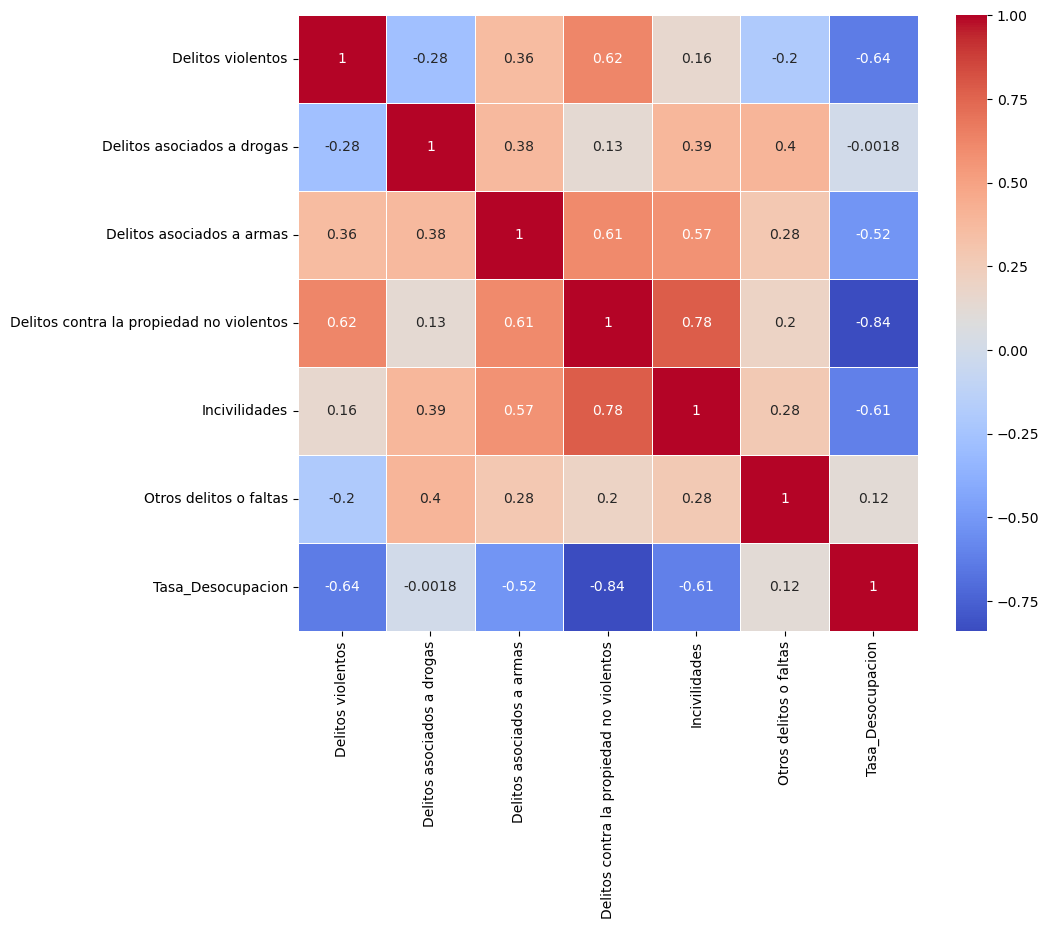 Delitos violentos 1 -0.28 0.36 0.62 0.16 -0.2 -0.64
Delitos asociados a drogas -0.28 1 0.38 0.13 0.39 0.4 -0.0018
Delitos asociados a armas 0.36 0.38 1 0.61 0.57 0.28 -0.52
Delitos contra la propiedad no violentos 0.62 0.13 0.61 1 0.78 0.2 -0.84
Incivilidades 0.16 0.39 0.57 0.78 1 0.28 -0.61
Otros delitos o faltas -0.2 0.4 0.28 0.2 0.28 1 0.12
Tasa_Desocupacion -0.64 -0.0018 -0.52 -0.84 -0.61 0.12 1
Delitos violentos
Delitos asociados a drogas
Delitos asociados a armas
Delitos contra la propiedad no violentos
Incivilidades
Otros delitos o faltas
Tasa_Desocupacion
1.00
0.75
0.50
0.25
0.00
−0.25
−0.50
−0.75